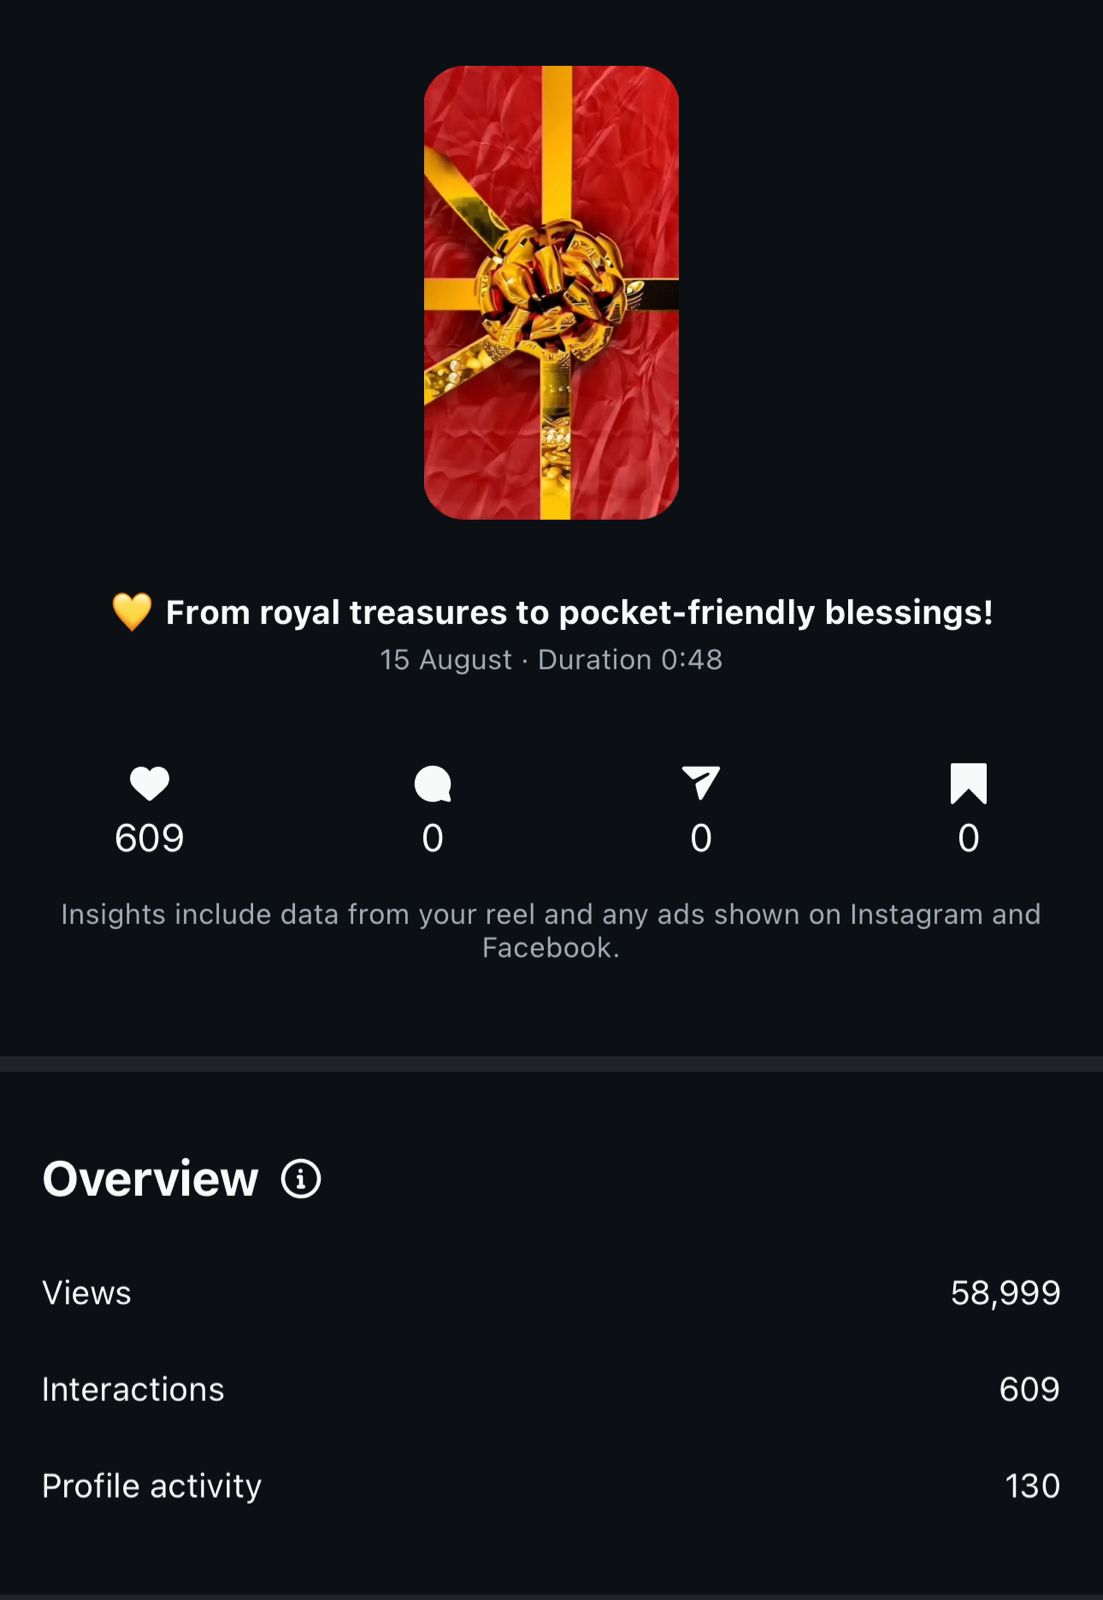 💛 From royal treasures to pocket-friendly blessings!
15 August · Duration 0:48
609
0
0
0
Insights include data from your reel and any ads shown on Instagram and
Facebook.
Overview
Views
58,999
Interactions
609
Profile activity
130